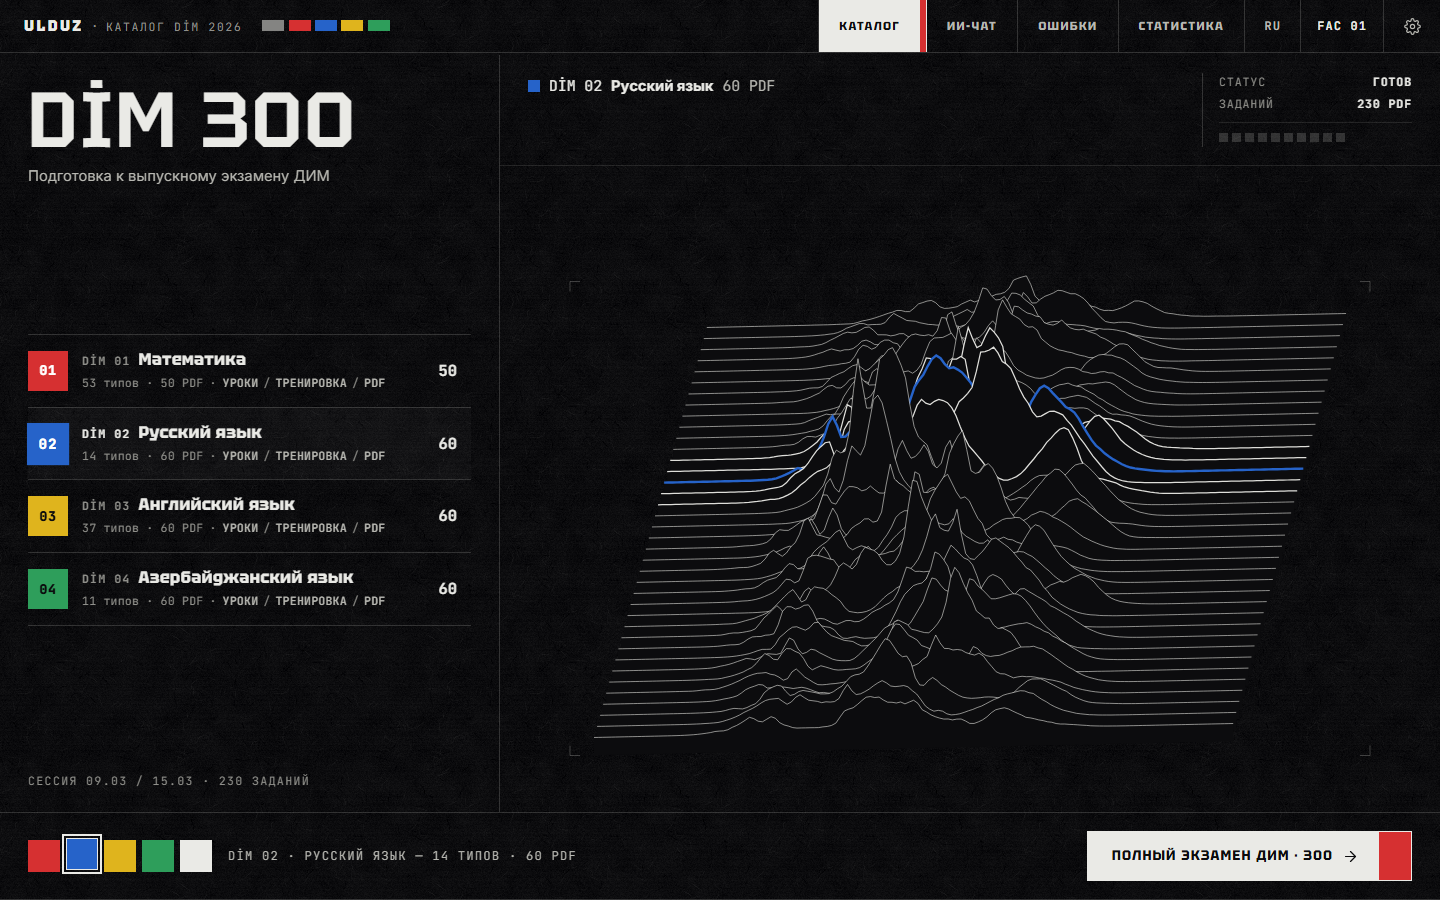 ULDUZ · КАТАЛОГ DİM 2026
КАТАЛОГ
ИИ-ЧАТ
ОШИБКИ
СТАТИСТИКА
RU
FAC 01
DİM 300
Подготовка к выпускному экзамену ДИМ
DİM 02 Русский язык 60 PDF
СТАТУС ГОТОВ
ЗАДАНИЙ 230 PDF
01 DİM 01 Математика 50
53 типов · 50 PDF · УРОКИ / ТРЕНИРОВКА / PDF
02 DİM 02 Русский язык 60
14 типов · 60 PDF · УРОКИ / ТРЕНИРОВКА / PDF
03 DİM 03 Английский язык 60
37 типов · 60 PDF · УРОКИ / ТРЕНИРОВКА / PDF
04 DİM 04 Азербайджанский язык 60
11 типов · 60 PDF · УРОКИ / ТРЕНИРОВКА / PDF
СЕССИЯ 09.03 / 15.03 · 230 ЗАДАНИЙ
DİM 02 · РУССКИЙ ЯЗЫК — 14 ТИПОВ · 60 PDF
ПОЛНЫЙ ЭКЗАМЕН ДИМ · 300 →